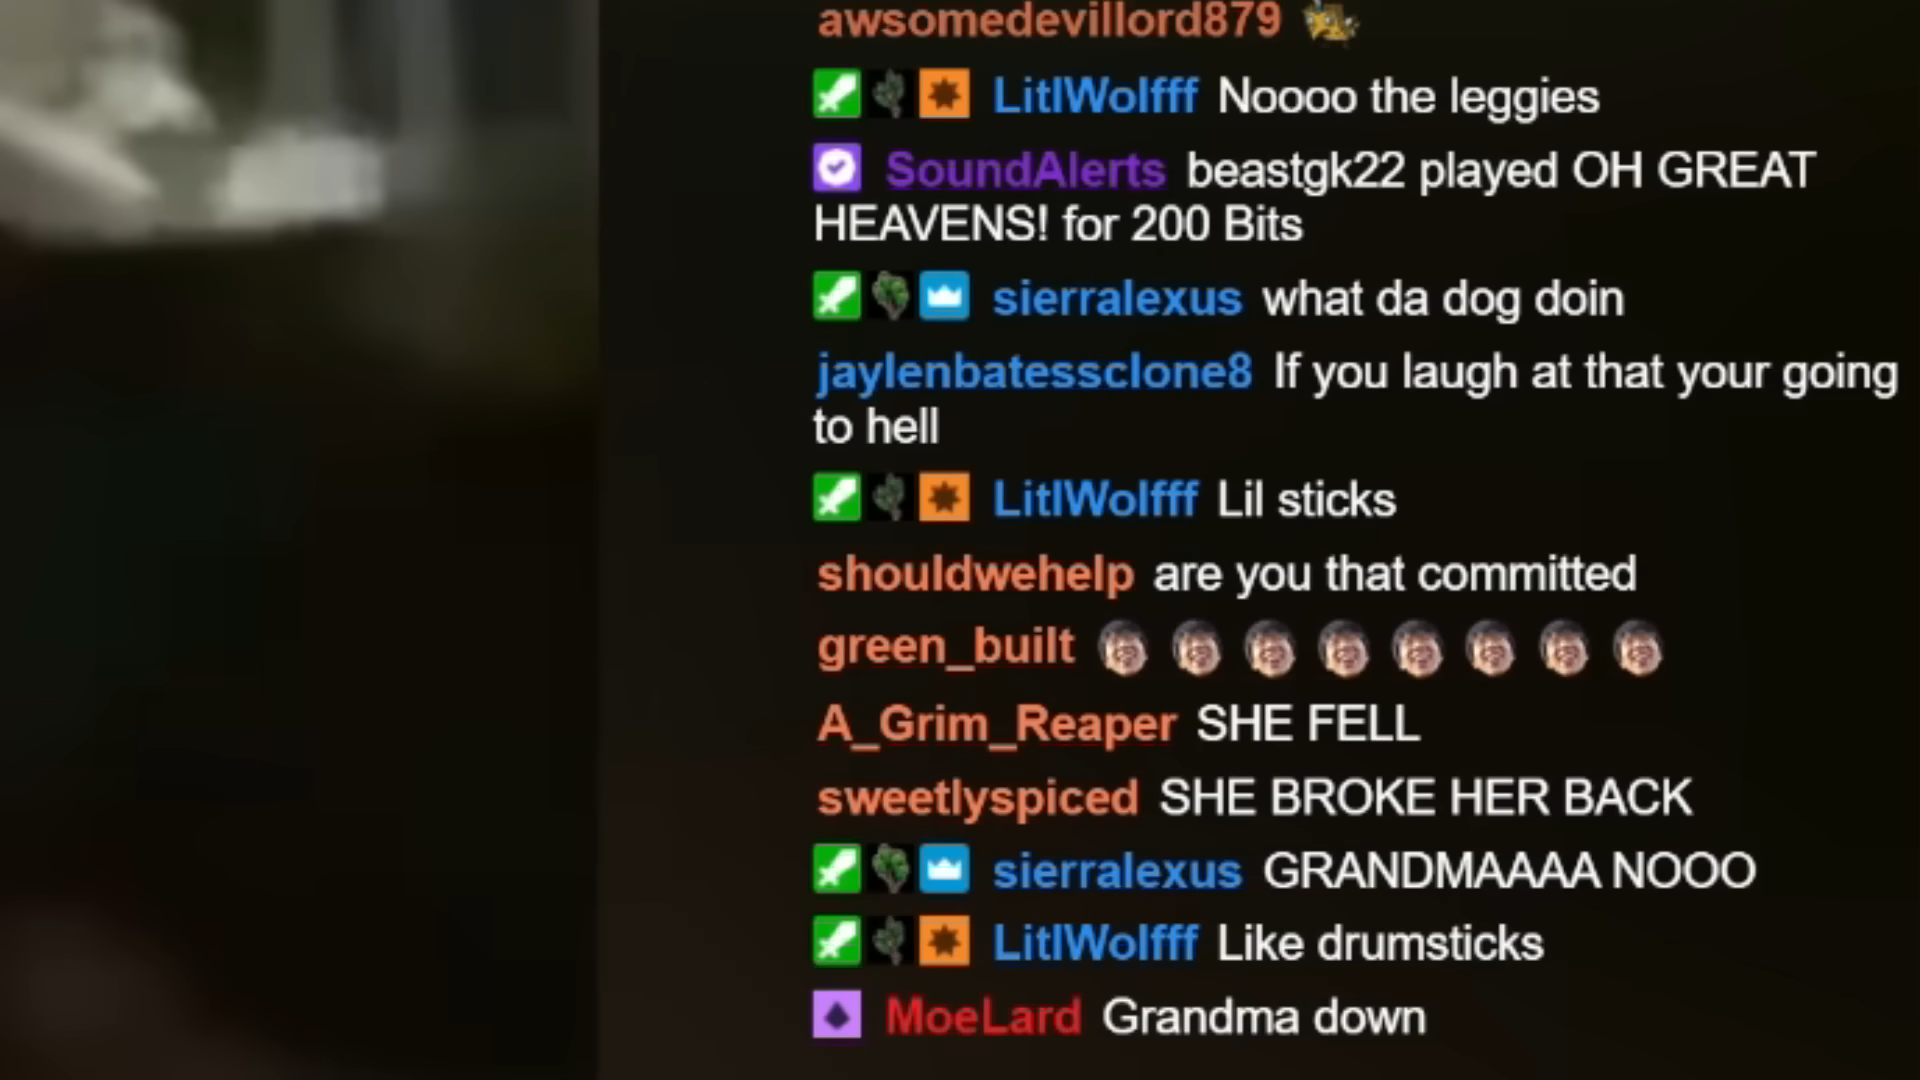 awsomedevillord879
LitlWolfff Noooo the leggies
SoundAlerts beastgk22 played OH GREAT
HEAVENS! for 200 Bits
sierralexus what da dog doin
jaylenbatessclone8 If you laugh at that your going
to hell
LitlWolfff Lil sticks
shouldwehelp are you that committed
green_built
A_Grim_Reaper SHE FELL
sweetlyspiced SHE BROKE HER BACK
sierralexus GRANDMAAAA NOOO
LitlWolfff Like drumsticks
MoeLard Grandma down